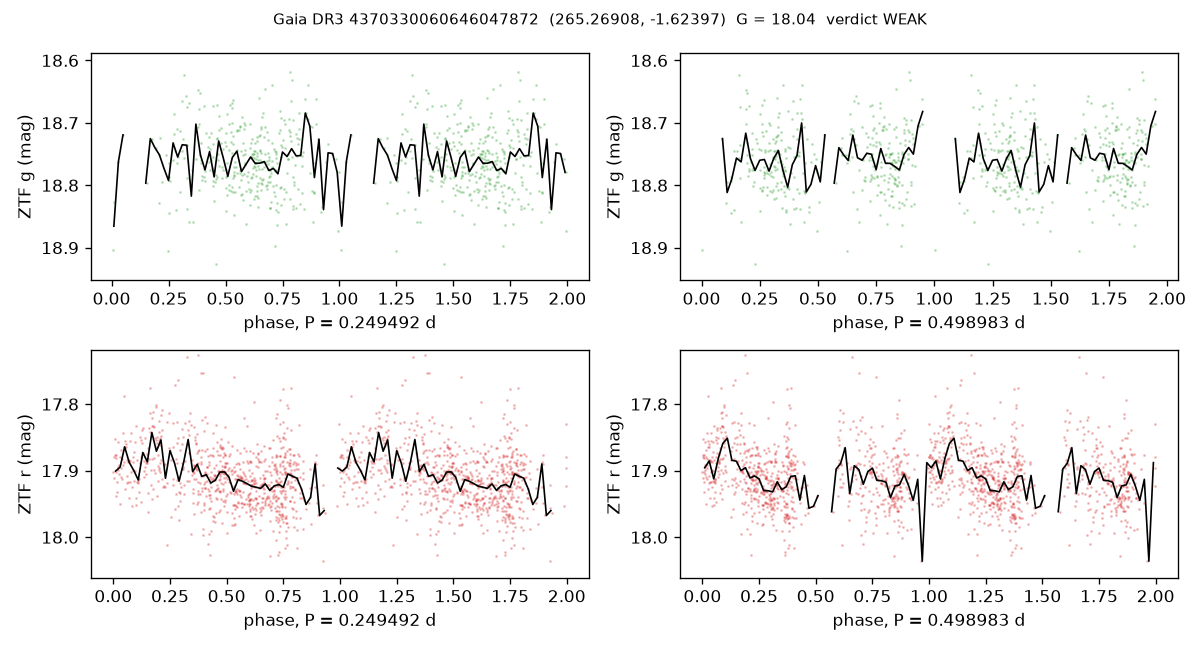 Gaia DR3 4370330060646047872 (265.26908, -1.62397) G = 18.04 verdict WEAK
ZTF g (mag)
18.6
18.7
18.8
18.9
0.00 0.25 0.50 0.75 1.00 1.25 1.50 1.75 2.00
phase, P = 0.249492 d
ZTF g (mag)
18.6
18.7
18.8
18.9
0.00 0.25 0.50 0.75 1.00 1.25 1.50 1.75 2.00
phase, P = 0.498983 d
ZTF r (mag)
17.8
17.9
18.0
0.00 0.25 0.50 0.75 1.00 1.25 1.50 1.75 2.00
phase, P = 0.249492 d
ZTF r (mag)
17.8
17.9
18.0
0.00 0.25 0.50 0.75 1.00 1.25 1.50 1.75 2.00
phase, P = 0.498983 d